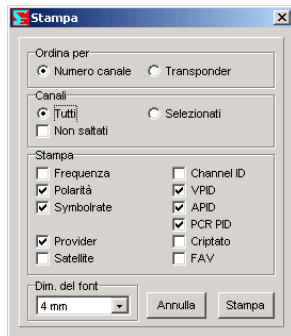 Stampa
Ordina per
Numero canale Transponder
Canali
Tutti Selezionati
Non saltati
Stampa
Frequenza Channel ID
Polarità VPID
Symbolrate APID
PCR PID
Provider Criptato
Satellite FAV
Dim. del font
4 mm Annulla Stampa